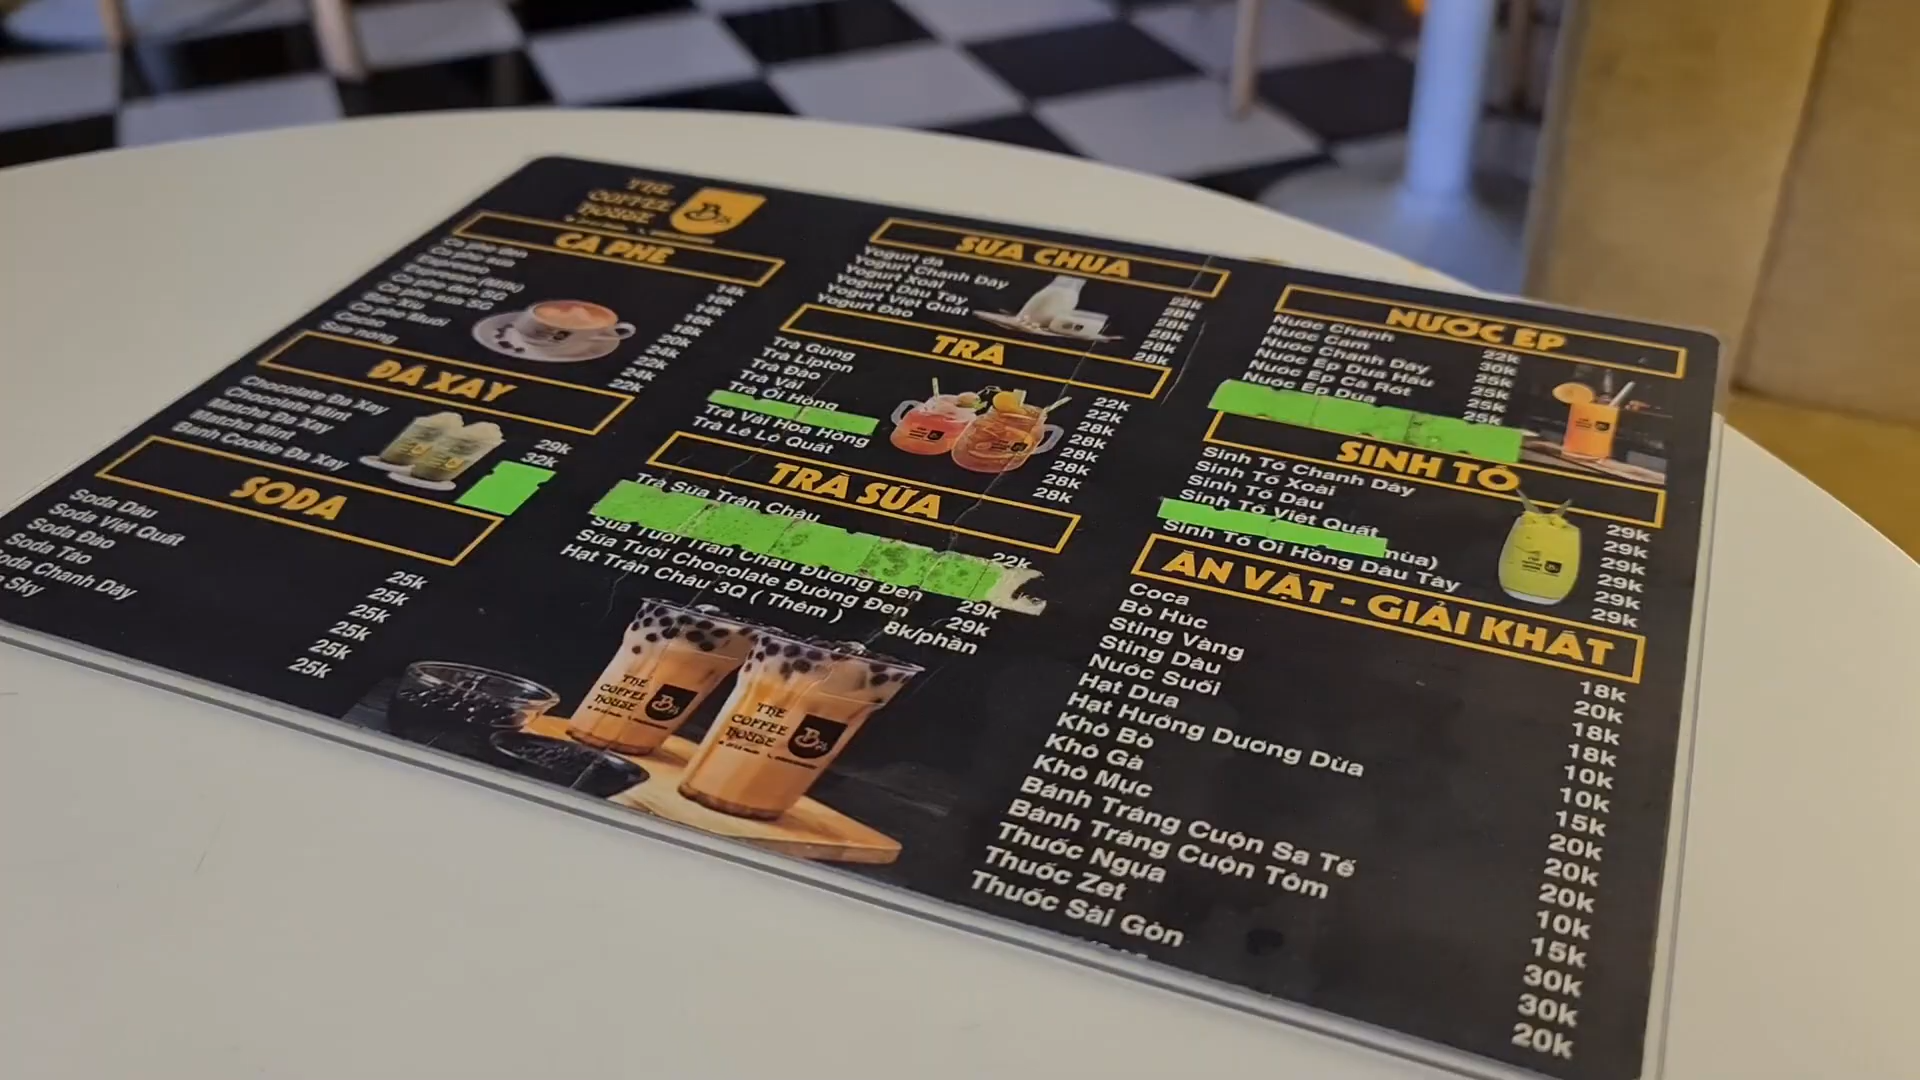 THE
COFFEE
HOUSE
CÀ PHÊ
Cà phê đen
14k
Cà phê sữa
16k
Espresso
14k
16k
Cà phê sữa SG
18k
Bạc Xỉu
20k
Cà phê Muối
24k
Cacao
22k
Sữa nóng
24k
22k
ĐÁ XAY
Chocolate Đá Xay
29k
Chocolate Mint
32k
Matcha Đá Xay
Matcha Mint
Bánh Cookie Đá Xay
SODA
Soda Dâu
25k
Soda Việt Quất
25k
Soda Đào
25k
Soda Táo
25k
Soda Chanh Dây
25k
Sky
25k
SỮA CHUA
Yogurt đá
22k
Yogurt Chanh Dây
28k
Yogurt Xoài
28k
Yogurt Dâu Tây
28k
Yogurt Việt Quất
28k
Yogurt Đào
28k
TRÀ
Trà Gừng
22k
Trà Lipton
22k
Trà Đào
28k
Trà Vải
28k
Trà Ổi Hồng
28k
Trà Vải Hoa Hồng
28k
Trà Lê Lô Quất
28k
TRÀ SỮA
Trà Sữa Trân Châu
22k
Sữa Tươi Trân Châu Đường Đen
29k
Sữa Tươi Chocolate Đường Đen
29k
Hạt Trân Châu 3Q ( Thêm )
8k/phần
THE
COFFEE
HOUSE
THE
COFFEE
HOUSE
NƯỚC ÉP
Nước Chanh
22k
Nước Cam
30k
Nước Chanh Dây
25k
Nước Ép Dưa Hấu
25k
Nước Ép Cà Rốt
25k
Nước Ép Dưa
SINH TỐ
Sinh Tố Chanh Dây
29k
Sinh Tố Xoài
29k
Sinh Tố Dâu
29k
Sinh Tố Việt Quất
29k
mùa)
29k
Sinh Tố Ổi Hồng Dâu Tây
ĂN VẶT - GIẢI KHÁT
Coca
18k
Bò Húc
20k
Sting Vàng
18k
Sting Dâu
18k
Nước Suối
10k
Hạt Dưa
10k
Hạt Hướng Dương Dừa
15k
Khô Bò
20k
Khô Gà
20k
Khô Mực
20k
Bánh Tráng Cuộn Sa Tế
10k
Bánh Tráng Cuộn Tôm
15k
Thuốc Ngựa
30k
Thuốc Zet
30k
Thuốc Sài Gòn
20k